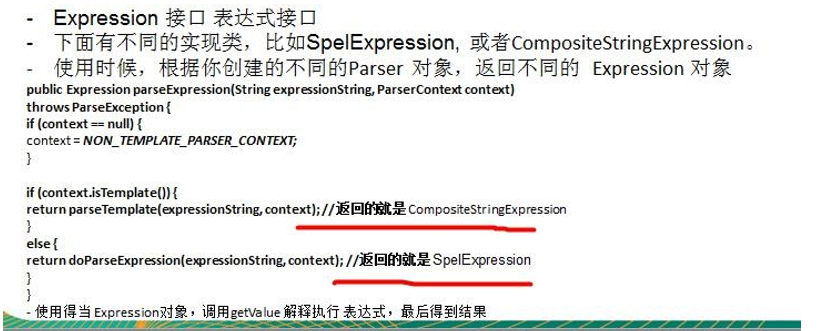 - Expression 接口 表达式接口
- 下面有不同的实现类，比如SpelExpression, 或者CompositeStringExpression。
- 使用时候，根据你创建的不同的Parser 对象，返回不同的 Expression 对象
public Expression parseExpression(String expressionString, ParserContext context)
throws ParseException {
if (context == null) {
context = NON_TEMPLATE_PARSER_CONTEXT;
}
if (context.isTemplate()) {
return parseTemplate(expressionString, context); //返回的就是 CompositeStringExpression
}
else {
return doParseExpression(expressionString, context); //返回的就是 SpelExpression
}
}
- 使用得当 Expression对象，调用getValue 解释执行 表达式，最后得到结果